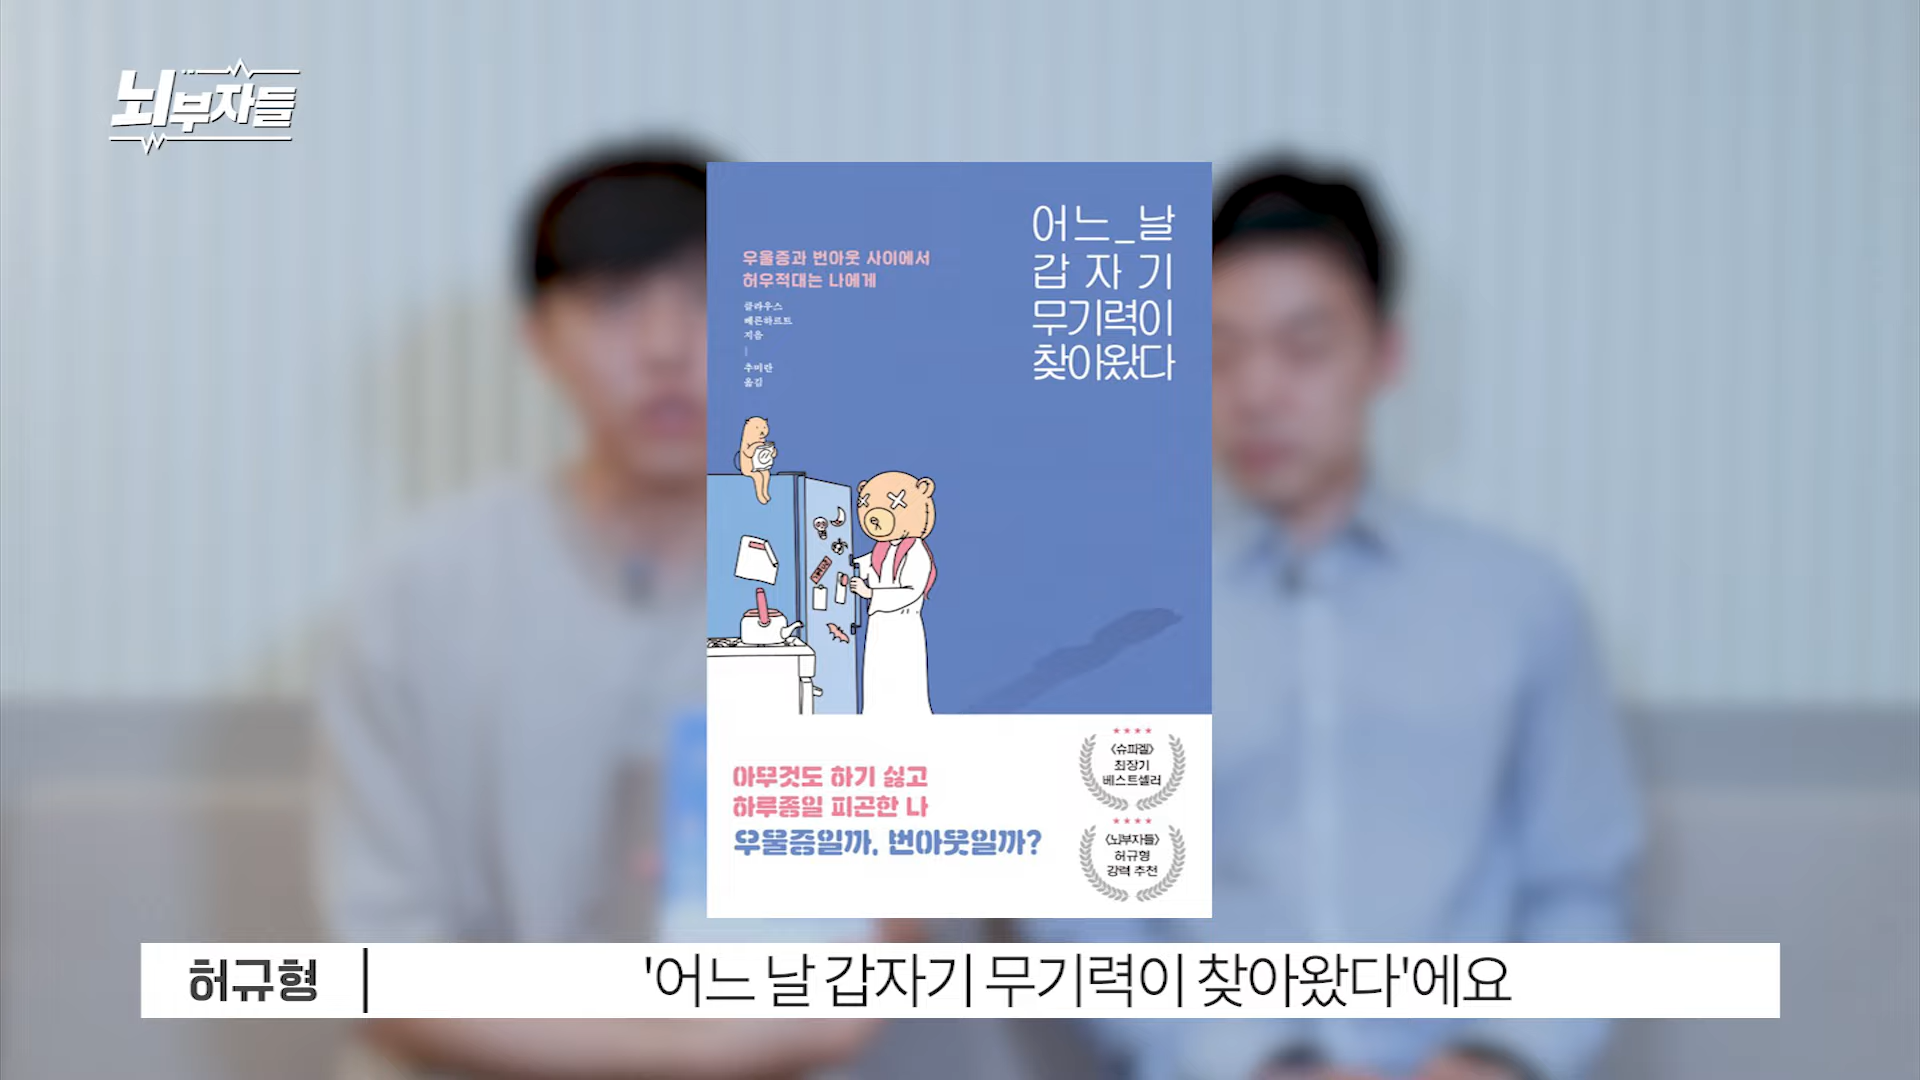 뇌부자들
어느_날
갑자기
무기력이
찾아왔다
우울증과 번아웃 사이에서
허우적대는 나에게
클라우스
베른하르트
지음
추미란
옮김
아무것도 하기 싫고
하루종일 피곤한 나
우울증일까, 번아웃일까?
〈슈피겔〉
최장기
베스트셀러
〈뇌부자들〉
허규형
강력 추천
허규형
'어느 날 갑자기 무기력이 찾아왔다'에요